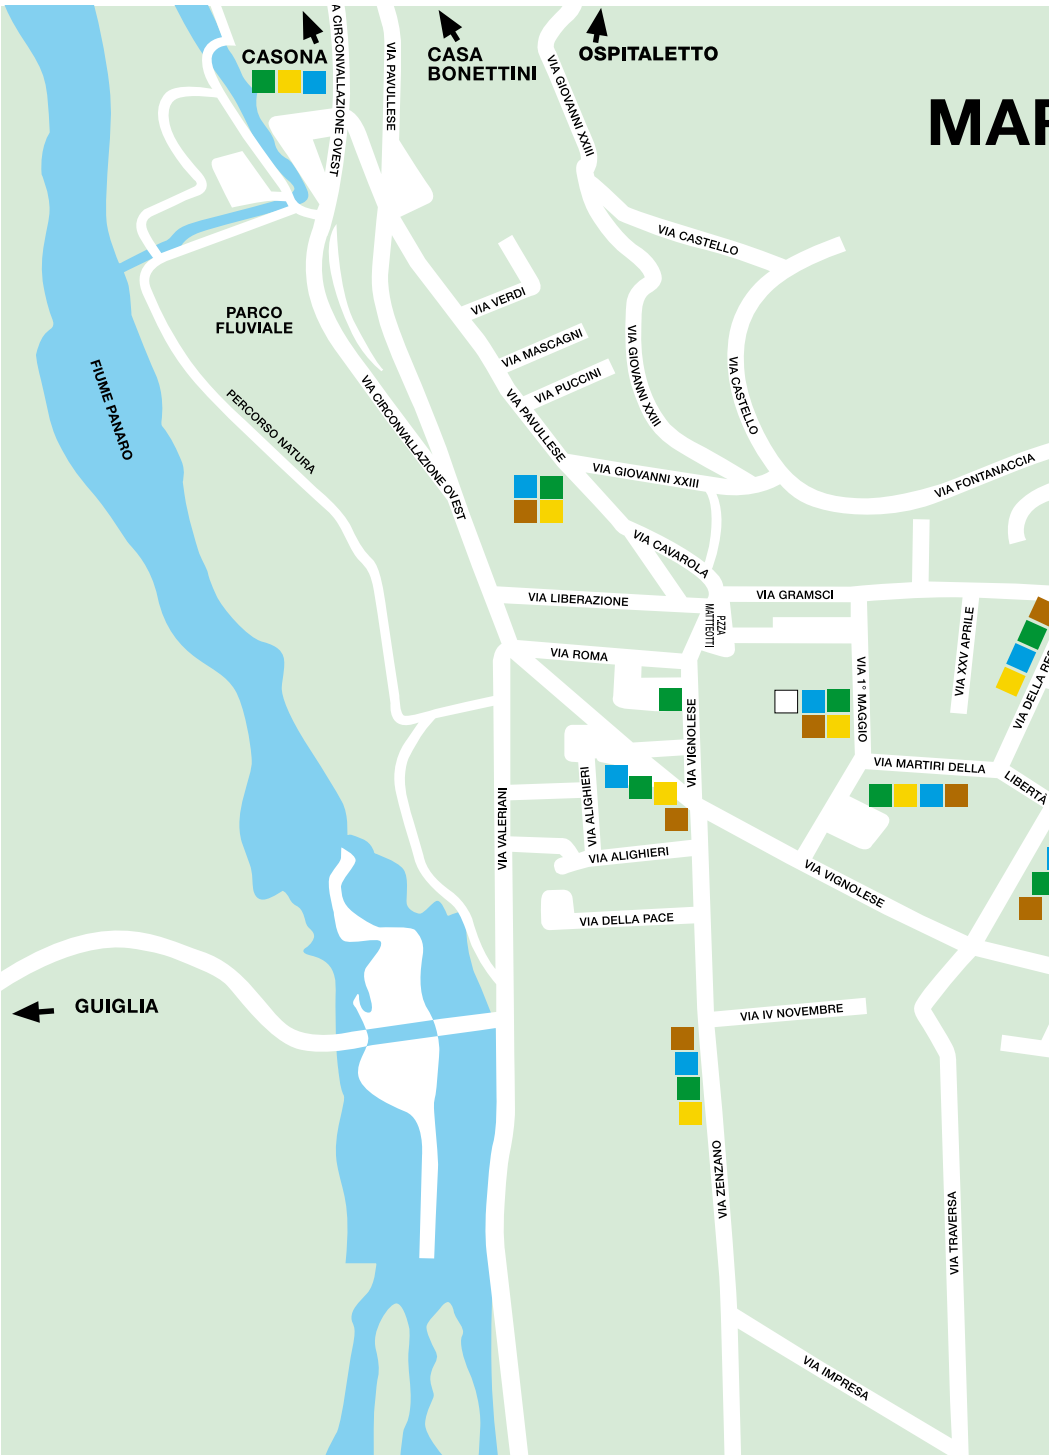 CASONA
CASA
BONETTINI
OSPITALETTO
MAR
A CIRCONVALLAZIONE OVEST
VIA PAVULLESE
VIA GIOVANNI XXIII
VIA CASTELLO
VIA VERDI
PARCO
FLUVIALE
VIA MASCAGNI
VIA PUCCINI
VIA GIOVANNI XXIII
VIA CASTELLO
FIUME PANARO
PERCORSO NATURA
VIA CIRCONVALLAZIONE OVEST
VIA PAVULLESE
VIA GIOVANNI XXIII
VIA FONTANACCIA
VIA CAVAROLA
VIA LIBERAZIONE
VIA GRAMSCI
P.ZZA
MATTTEOTTI
VIA ROMA
VIA XXV APRILE
VIA 1° MAGGIO
VIA DELLA RES
VIA VIGNOLESE
VIA MARTIRI DELLA
LIBERTÀ
VIA VALERIANI
VIA ALIGHIERI
VIA ALIGHIERI
VIA VIGNOLESE
VIA DELLA PACE
GUIGLIA
VIA IV NOVEMBRE
VIA ZENZANO
VIA TRAVERSA
VIA IMPRESA